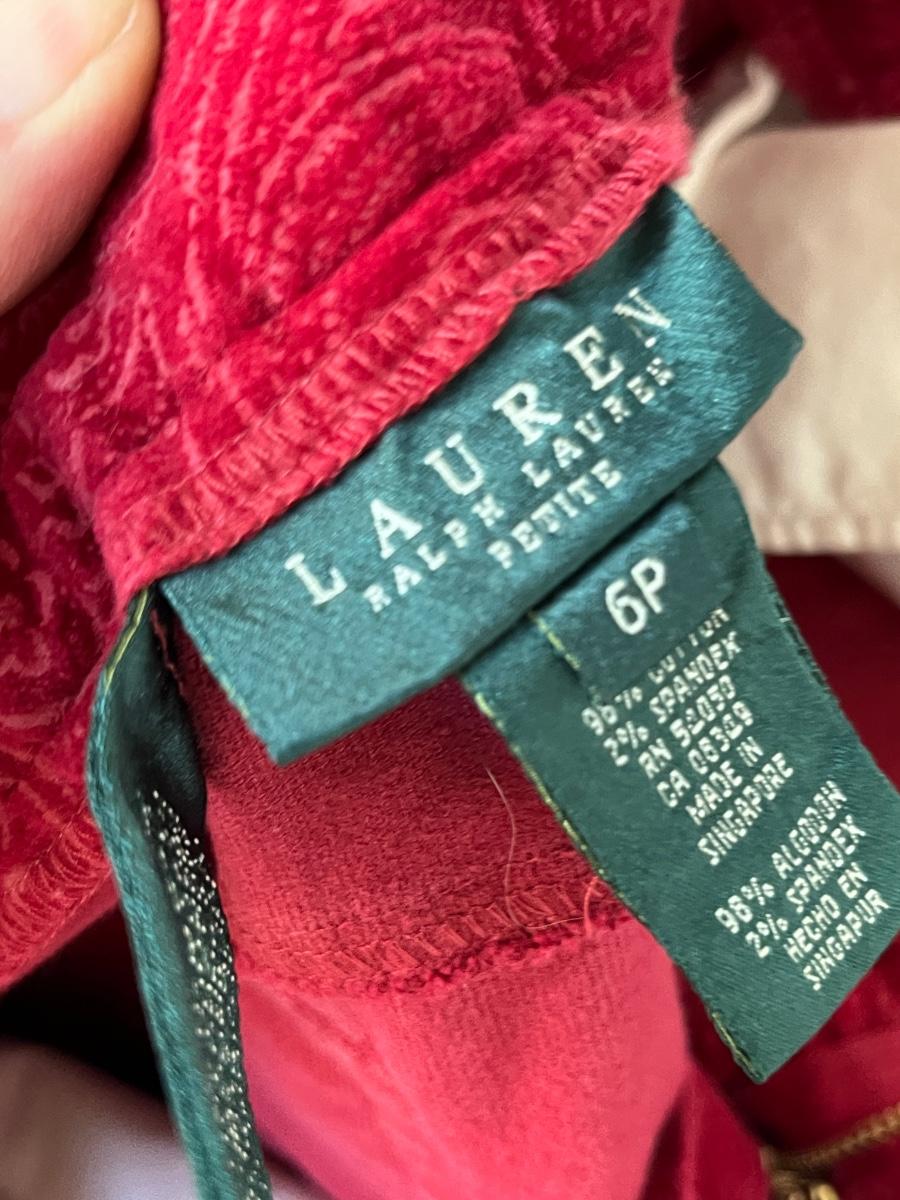 LAUREN
RALPH LAUREN
PETITE
6P
98% COTTON
2% SPANDEX
RN 52050
CA 08369
MADE IN
SINGAPORE
98% ALGODON
2% SPANDEX
HECHO EN
SINGAPUR